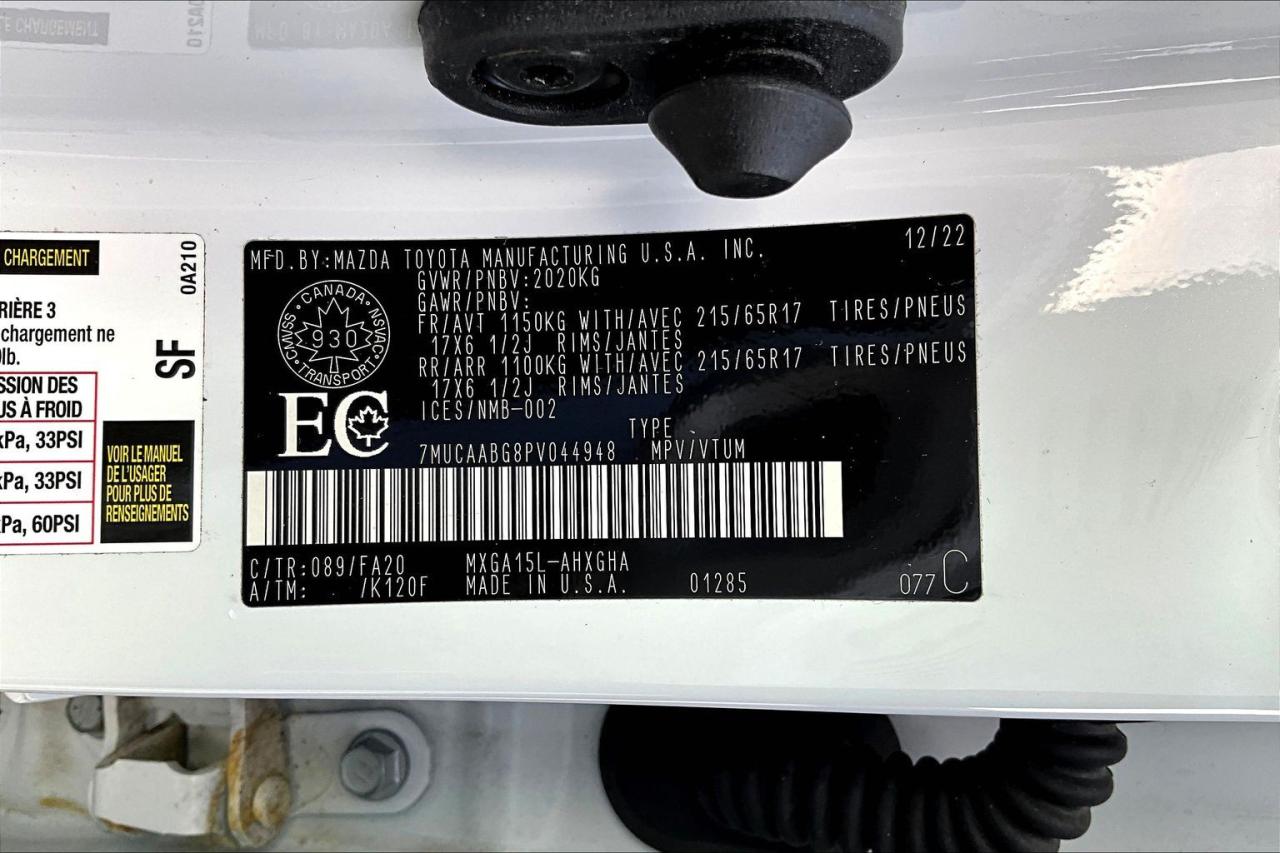 CHARGEMENT
0A210
RIÈRE 3
chargement ne
lb.
SF
SSION DES
US À FROID
kPa, 33PSI
kPa, 33PSI
kPa, 60PSI
VOIR LE MANUEL
DE L'USAGER
POUR PLUS DE
RENSEIGNEMENTS
MFD.BY:MAZDA TOYOTA MANUFACTURING U.S.A. INC. 12/22
GVWR/PNBV:2020KG
GAWR/PNBV:
FR/AVT 1150KG WITH/AVEC 215/65R17 TIRES/PNEUS
17X6 1/2J RIMS/JANTES
RR/ARR 1100KG WITH/AVEC 215/65R17 TIRES/PNEUS
17X6 1/2J RIMS/JANTES
ICES/NMB-002
CANADA
CMVSS NSVAC
930
TRANSPORT
EC
TYPE
7MUCAABG8PV044948 MPV/VTUM
C/TR:089/FA20 MXGA15L-AHXGHA
A/TM: /K120F MADE IN U.S.A. 01285 077 C